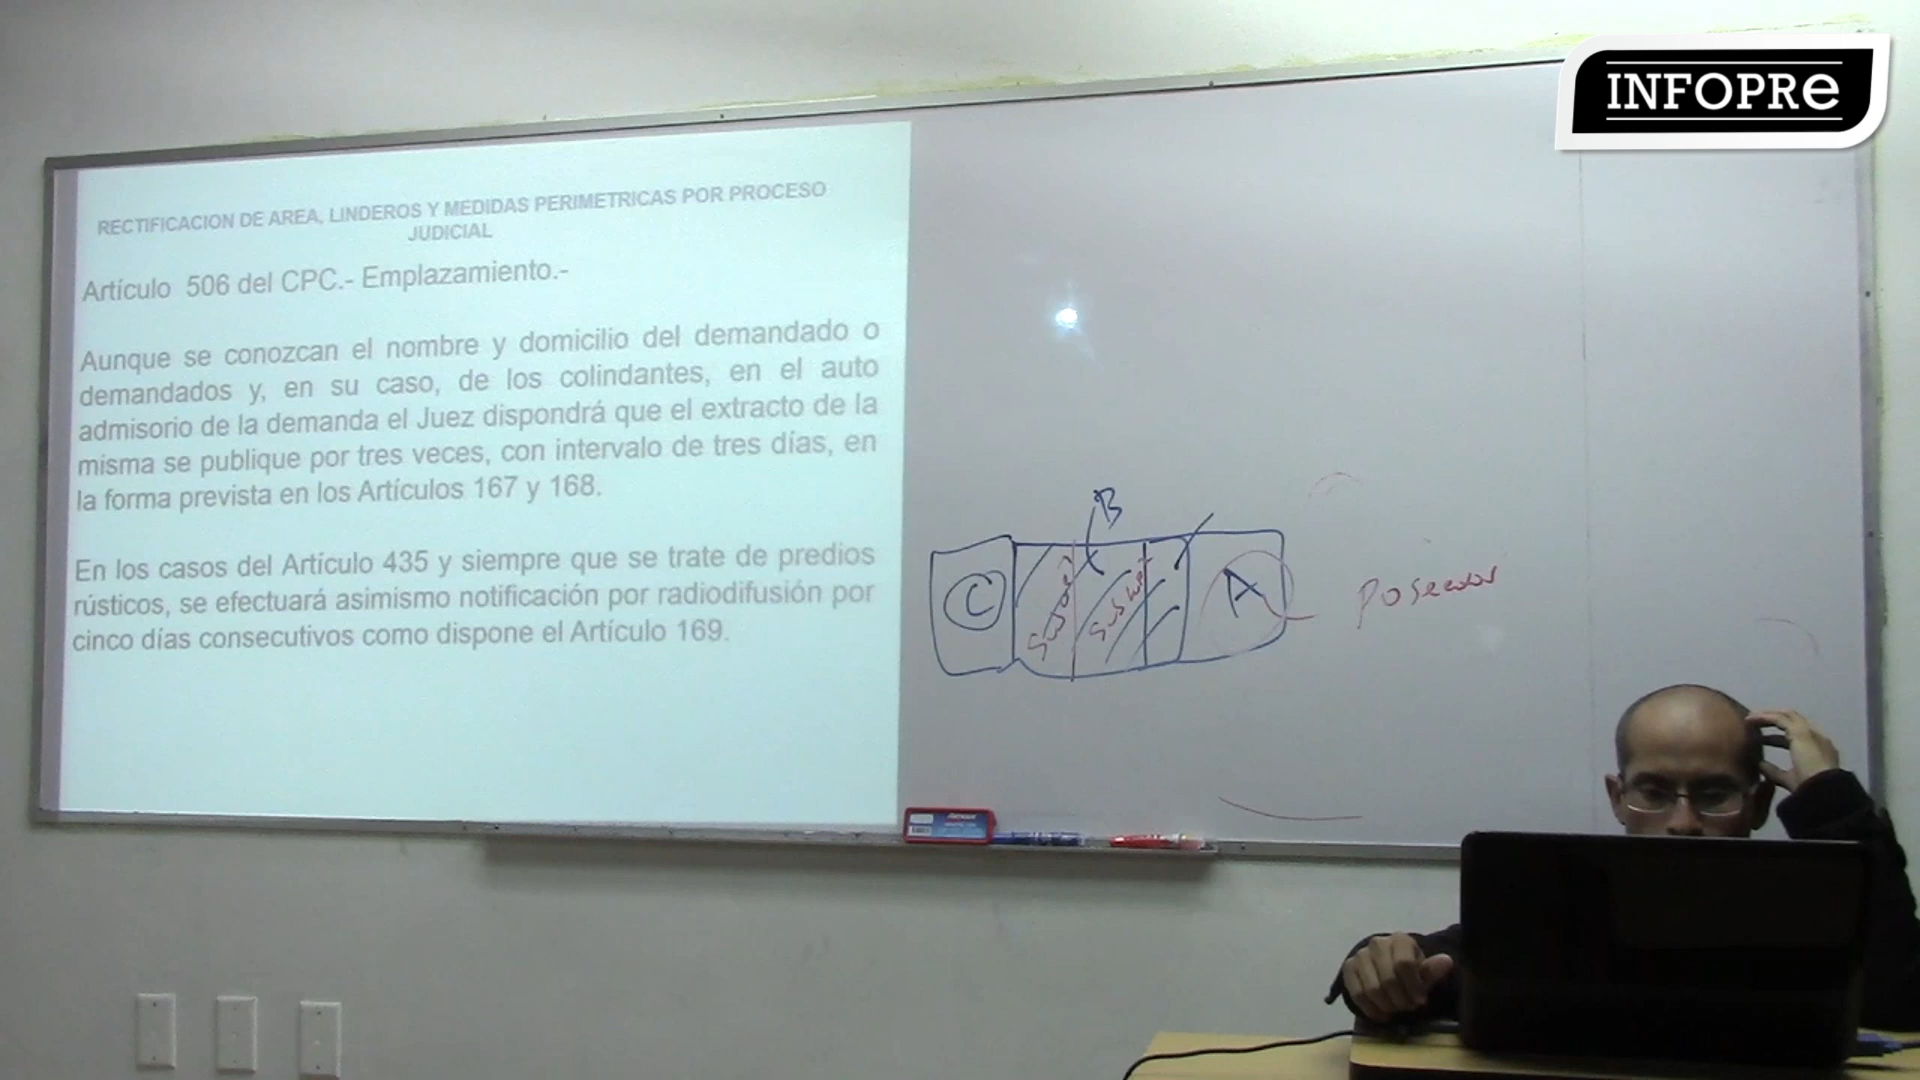 INFOPRe
RECTIFICACION DE AREA, LINDEROS Y MEDIDAS PERIMETRICAS POR PROCESO
JUDICIAL
Artículo 506 del CPC.- Emplazamiento.-
Aunque se conozcan el nombre y domicilio del demandado o
demandados y, en su caso, de los colindantes, en el auto
admisorio de la demanda el Juez dispondrá que el extracto de la
misma se publique por tres veces, con intervalo de tres días, en
la forma prevista en los Artículos 167 y 168.
En los casos del Artículo 435 y siempre que se trate de predios
rústicos, se efectuará asimismo notificación por radiodifusión por
cinco días consecutivos como dispone el Artículo 169.
B
C
A
Poseedor